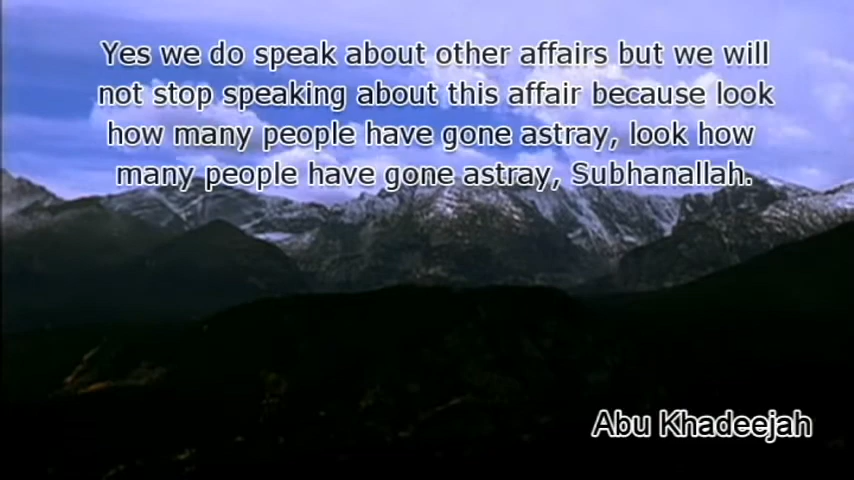 Yes we do speak about other affairs but we will
not stop speaking about this affair because look
how many people have gone astray, look how
many people have gone astray, Subhanallah.
Abu Khadeejah